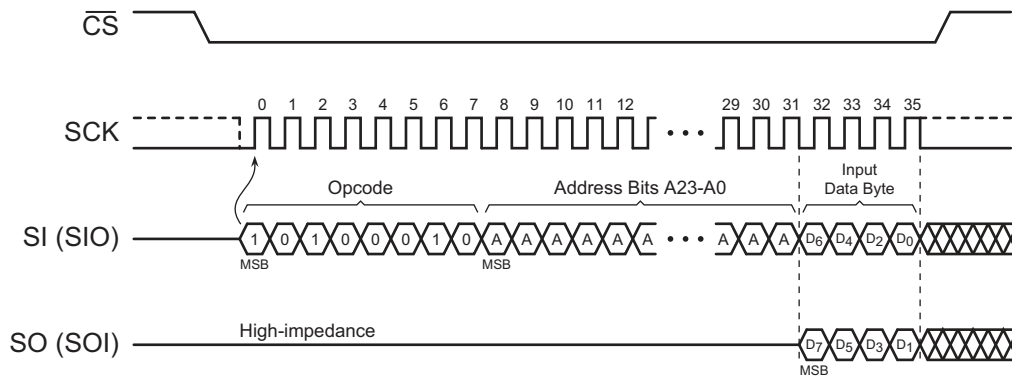 CS
0 1 2 3 4 5 6 7 8 9 10 11 12 29 30 31 32 33 34 35
SCK
• • •
Opcode
Address Bits A23-A0
Input
Data Byte
SI (SIO)
1 0 1 0 0 0 1 0 A A A A A A • • • A A A D6 D4 D2 D0
MSB MSB
High-impedance
SO (SOI)
D7 D5 D3 D1
MSB